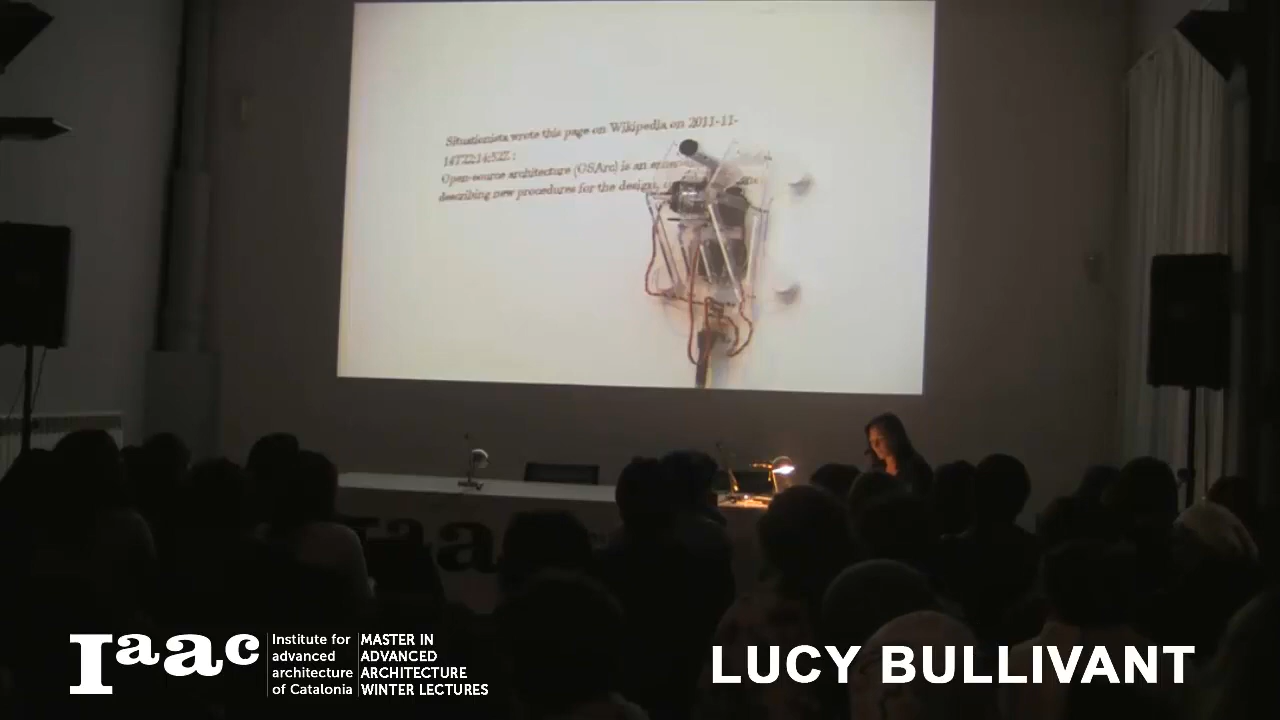 Situationista wrote this page on Wikipedia on 2011-11-
14T22:14:52Z :
Open-source architecture (OSArc) is an
describing new procedures for the design,
Iaac
Iaac
Institute for
advanced
architecture
of Catalonia
MASTER IN
ADVANCED
ARCHITECTURE
WINTER LECTURES
LUCY BULLIVANT